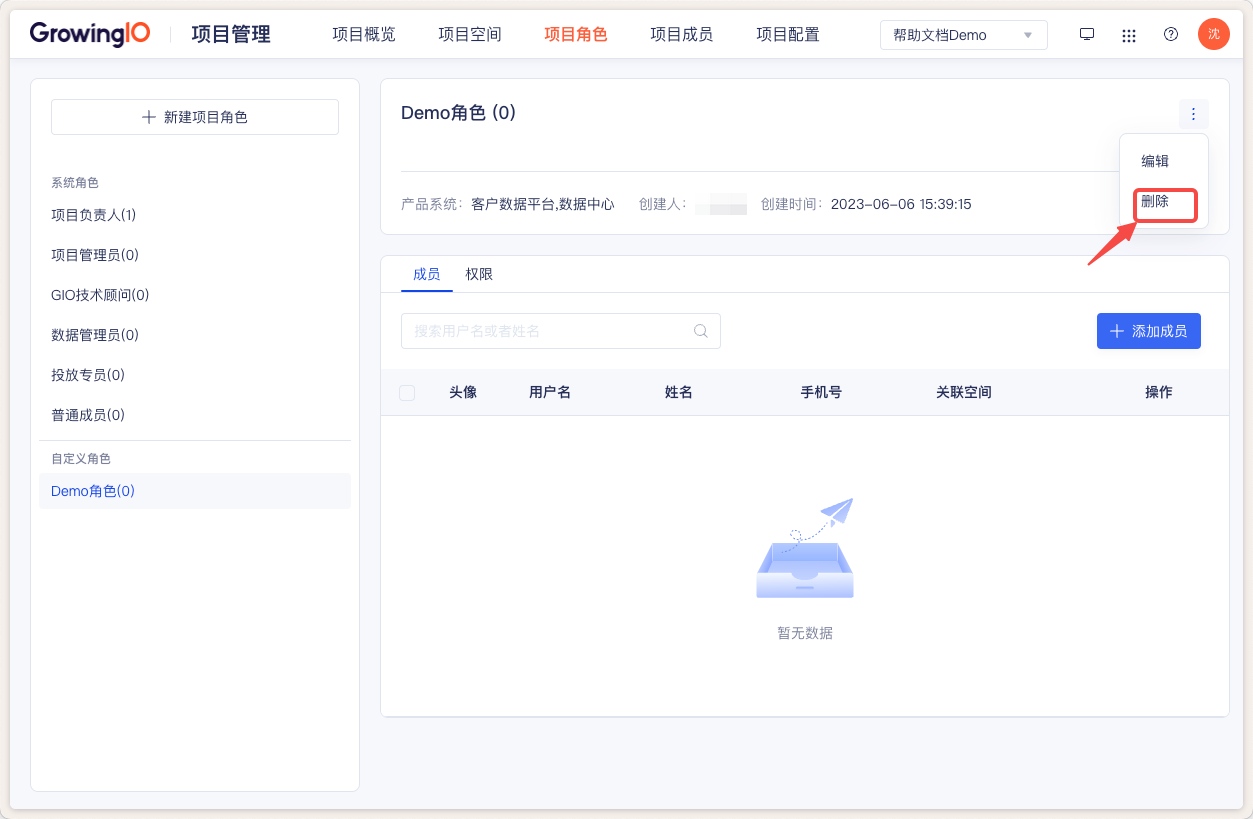 GrowingIO 项目管理 项目概览 项目空间 项目角色 项目成员 项目配置 帮助文档Demo 沈
新建项目角色
系统角色
项目负责人(1)
项目管理员(0)
GIO技术顾问(0)
数据管理员(0)
投放专员(0)
普通成员(0)
自定义角色
Demo角色(0)
Demo角色 (0)
编辑
删除
产品系统: 客户数据平台,数据中心 创建人: 创建时间: 2023-06-06 15:39:15
成员 权限
搜索用户名或者姓名
添加成员
头像 用户名 姓名 手机号 关联空间 操作
暂无数据